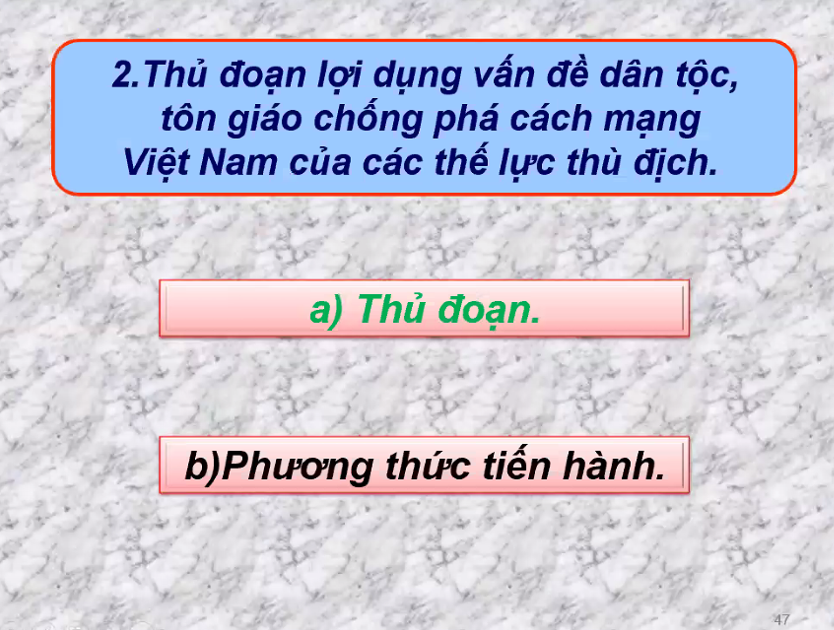 2.Thủ đoạn lợi dụng vấn đề dân tộc,
tôn giáo chống phá cách mạng
Việt Nam của các thế lực thù địch.
a) Thủ đoạn.
b)Phương thức tiến hành.
47